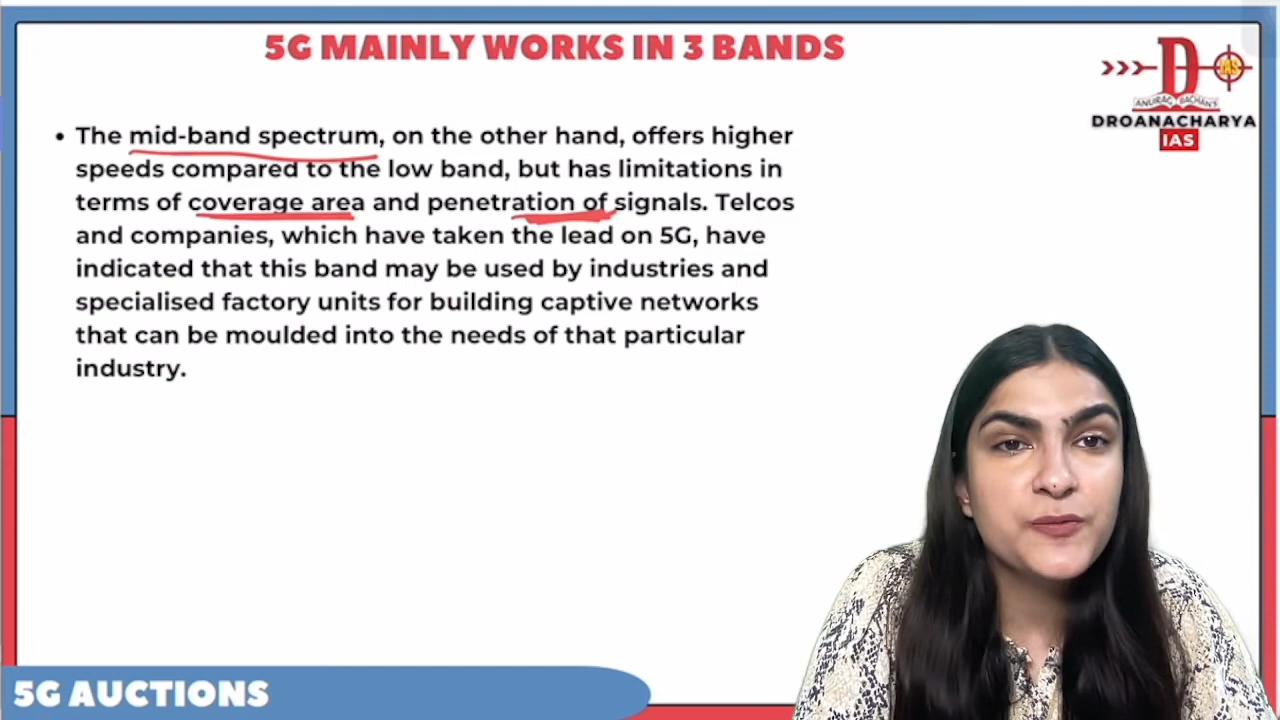 5G MAINLY WORKS IN 3 BANDS
• The mid-band spectrum, on the other hand, offers higher
speeds compared to the low band, but has limitations in
terms of coverage area and penetration of signals. Telcos
and companies, which have taken the lead on 5G, have
indicated that this band may be used by industries and
specialised factory units for building captive networks
that can be moulded into the needs of that particular
industry.
D
IAS
ANURAG BACHAN'S
DROANACHARYA
IAS
5G AUCTIONS